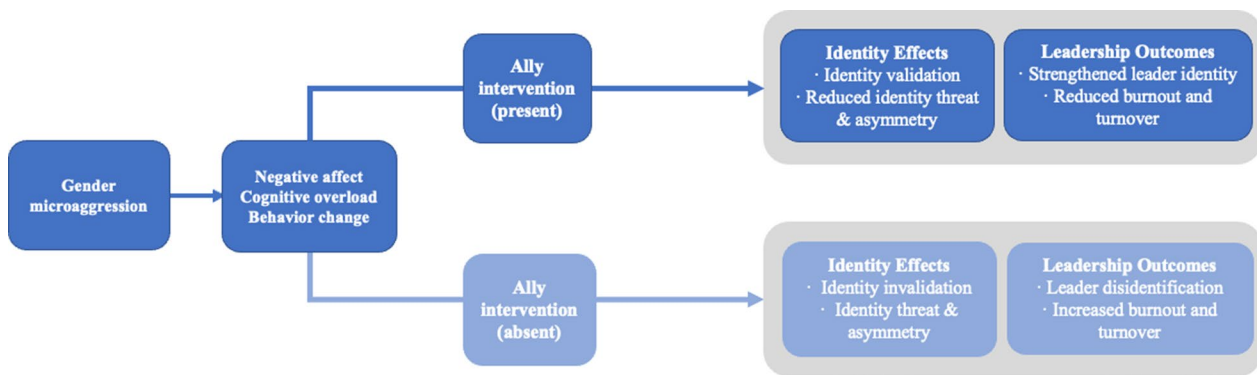 Gender
microaggression
Negative affect
Cognitive overload
Behavior change
Ally
intervention
(present)
Identity Effects
· Identity validation
· Reduced identity threat
& asymmetry
Leadership Outcomes
· Strengthened leader identity
· Reduced burnout and
turnover
Ally
intervention
(absent)
Identity Effects
· Identity invalidation
· Identity threat &
asymmetry
Leadership Outcomes
· Leader disidentification
· Increased burnout and
turnover